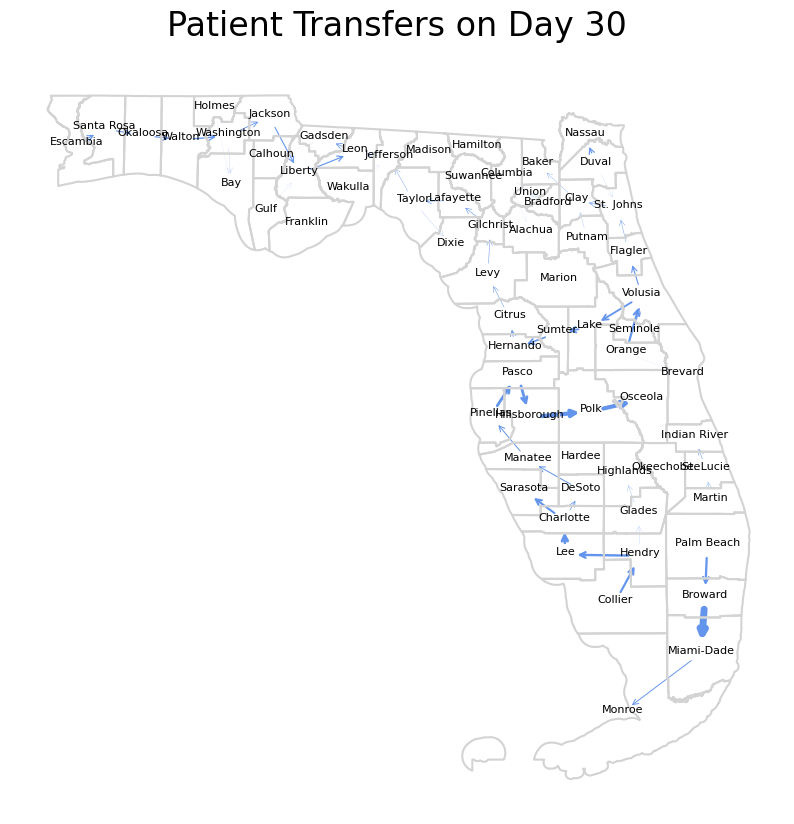 Patient Transfers on Day 30
Holmes
Jackson
Santa Rosa
Okaloosa
Walton
Washington
Escambia
Gadsden
Leon
Jefferson
Madison
Hamilton
Nassau
Calhoun
Liberty
Suwannee
Columbia
Baker
Duval
Bay
Wakulla
Taylor
Lafayette
Union
Bradford
Clay
St. Johns
Gulf
Franklin
Gilchrist
Alachua
Putnam
Dixie
Flagler
Levy
Marion
Volusia
Citrus
Sumter
Lake
Seminole
Hernando
Orange
Pasco
Brevard
Osceola
Pinellas
Hillsborough
Polk
Indian River
Manatee
Hardee
Highlands
Okeechobee
St. Lucie
Sarasota
DeSoto
Martin
Charlotte
Glades
Lee
Hendry
Palm Beach
Collier
Broward
Miami-Dade
Monroe